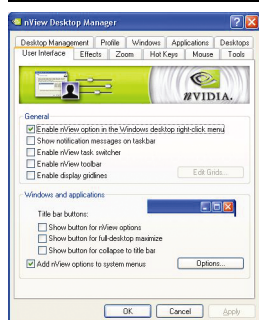 nView Desktop Manager
Desktop Management Profile Windows Applications Desktops
User Interface Effects Zoom Hot Keys Mouse Tools
nVIDIA.
General
Enable nView option in the Windows desktop right-click menu
Show notification messages on taskbar
Enable nView task switcher
Enable nView toolbar
Enable display gridlines
Edit Grids...
Windows and applications
Title bar buttons:
Show button for nView options
Show button for full-desktop maximize
Show button for collapse to title bar
Add nView options to system menus
Options...
OK Cancel Apply